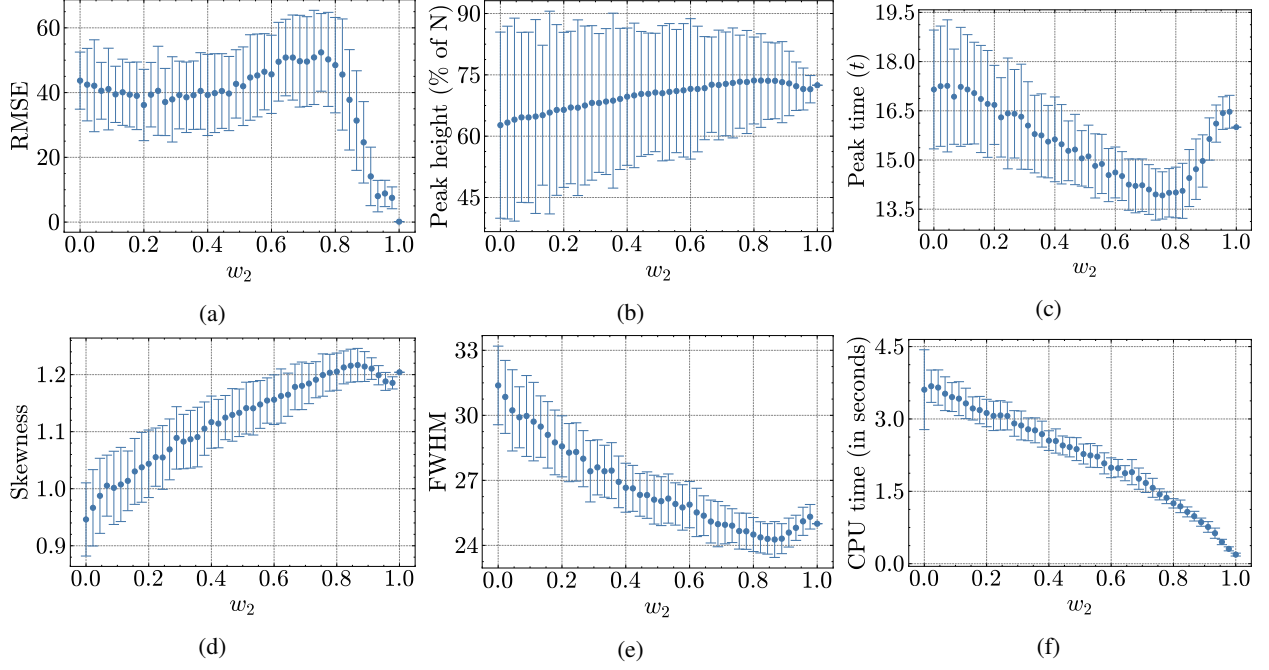 60
40
20
0
RMSE
0.0 0.2 0.4 0.6 0.8 1.0
w₂
(a)
90
75
60
45
Peak height (% of N)
0.0 0.2 0.4 0.6 0.8 1.0
w₂
(b)
19.5
18.0
16.5
15.0
13.5
Peak time (t)
0.0 0.2 0.4 0.6 0.8 1.0
w₂
(c)
1.2
1.1
1.0
0.9
Skewness
0.0 0.2 0.4 0.6 0.8 1.0
w₂
(d)
33
30
27
24
FWHM
0.0 0.2 0.4 0.6 0.8 1.0
w₂
(e)
4.5
3.0
1.5
0.0
CPU time (in seconds)
0.0 0.2 0.4 0.6 0.8 1.0
w₂
(f)